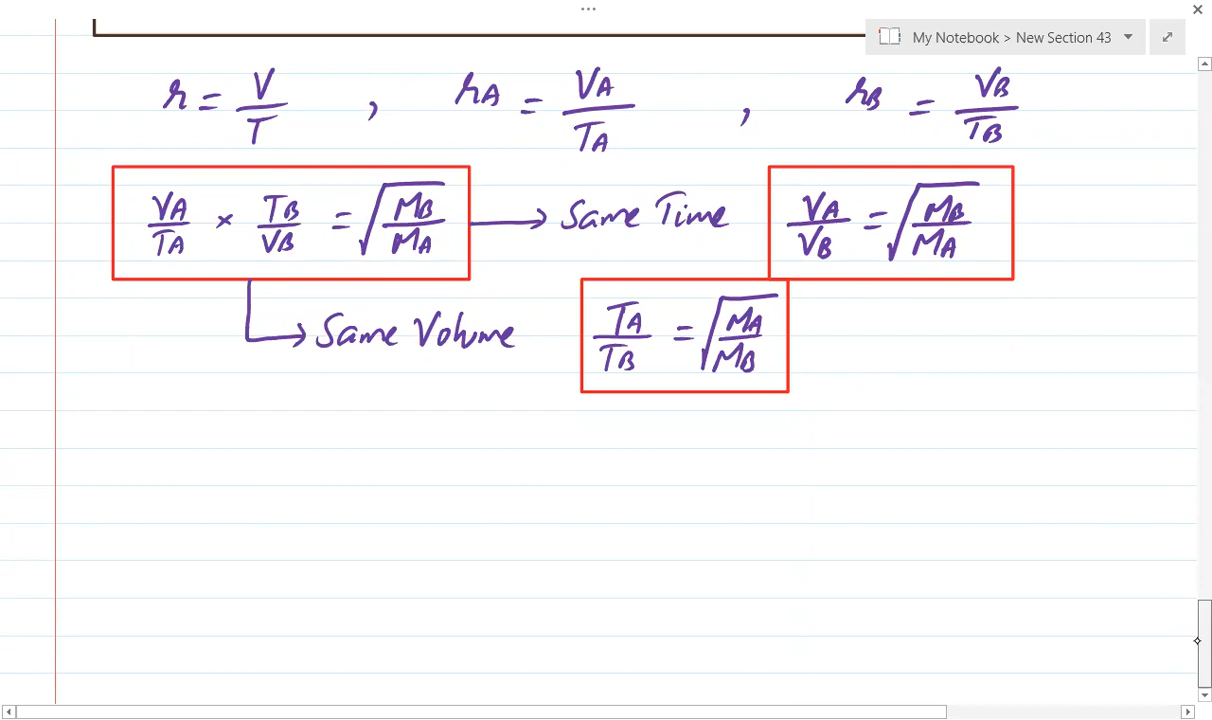 ...
My Notebook > New Section 43
r = V/T , rA = VA/TA , rB = VB/TB
VA/TA × TB/VB = √(MB/MA) → Same Time VA/VB = √(MB/MA)
→ Same Volume TA/TB = √(MA/MB)